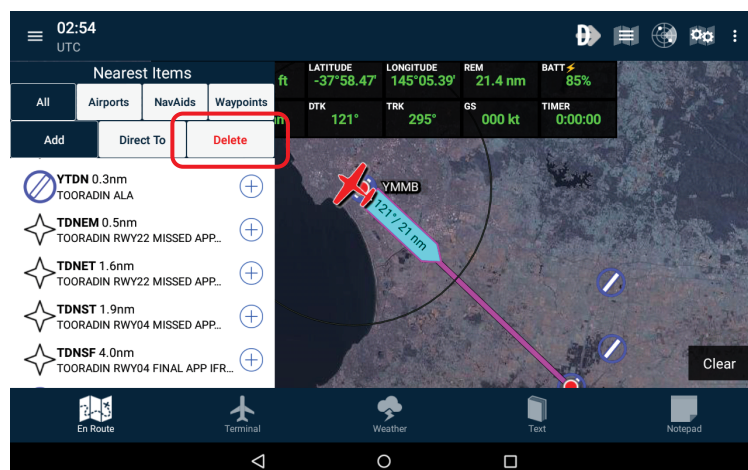 02:54
UTC
Nearest Items
All Airports NavAids Waypoints
Add Direct To Delete
ft
LATITUDE LONGITUDE REM BATT
-37°58.47' 145°05.39' 21.4 nm 85%
DTK TRK GS TIMER
121° 295° 000 kt 0:00:00
YTDN 0.3nm
TOORADIN ALA
TDNEM 0.5nm
TOORADIN RWY22 MISSED APP...
TDNET 1.6nm
TOORADIN RWY22 MISSED APP...
TDNST 1.9nm
TOORADIN RWY04 MISSED APP...
TDNSF 4.0nm
TOORADIN RWY04 FINAL APP IFR...
YMMB
121°/ 21 nm
Clear
En Route Terminal Weather Text Notepad